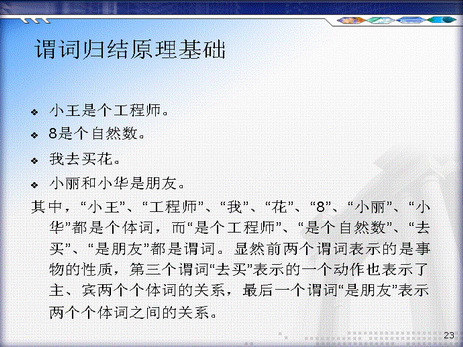 谓词归结原理基础
❖ 小王是个工程师。
❖ 8是个自然数。
❖ 我去买花。
❖ 小丽和小华是朋友。
其中，“小王”、“工程师”、“我”、“花”、“8”、“小丽”、“小
华”都是个体词，而“是个工程师”、“是个自然数”、“去
买”、“是朋友”都是谓词。显然前两个谓词表示的是事
物的性质，第三个谓词“去买”表示的一个动作也表示了
主、宾两个个体词的关系，最后一个谓词“是朋友”表示
两个个体词之间的关系。
23